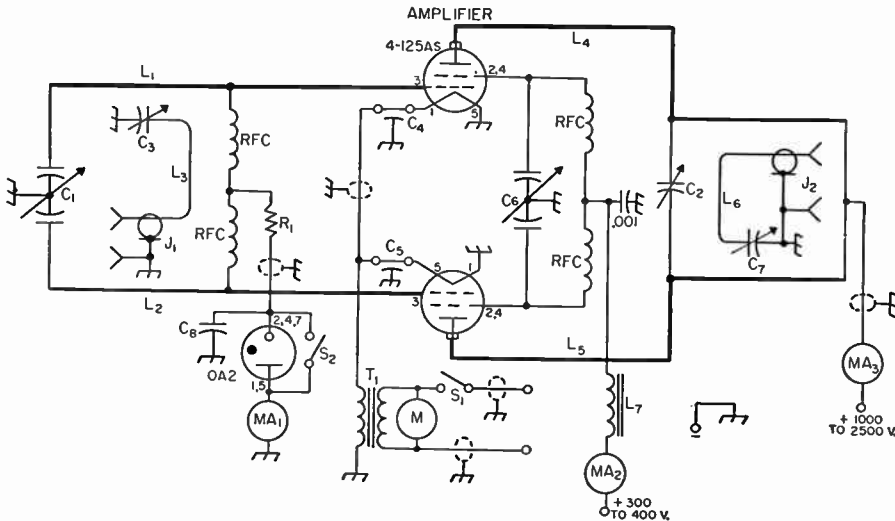 AMPLIFIER
4-125AS
L1
L4
3
2,4
1
5
C4
C3
L3
RFC
RFC
C1
J1
R1
C6
.001
C2
L6
J2
C7
RFC
RFC
C5
5
1
3
2,4
L2
L5
C8
2,4,7
S2
OA2
1,5
MA1
T1
M
S1
L7
MA2
+300
TO 400 V.
MA3
+1000
TO 2500 V.